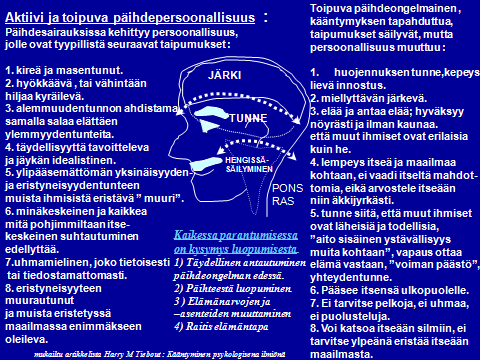 Aktiivi ja toipuva päihdepersoonallisuus :
Päihdesairauksissa kehittyy persoonallisuus,
jolle ovat tyypillistä seuraavat taipumukset :
1. kireä ja masentunut.
2. hyökkäävä , tai vähintään
hiljaa kyräilevä.
3. alemmuudentunnon ahdistama,
samalla salaa elättäen
ylemmyydentunteita.
4. täydellisyyttä tavoitteleva
ja jäykän idealistinen.
5. ylipääsemättömän yksinäisyyden-
ja eristyneisyydentunteen
muista ihmisistä eristävä ” muuri”.
6. minäkeskeinen ja kaikkea
mitä pohjimmiltaan itse-
keskeinen suhtautuminen
edellyttää.
7.uhmamielinen, joko tietoisesti
tai tiedostamattomasti.
8. eristyneisyyteen
muurautunut
ja muista eristetyssä
maailmassa enimmäkseen
oleileva.
JÄRKI
TUNNE
HENGISSÄ-
SÄILYMINEN
PONS
RAS
Kaikessa parantumisessa
on kysymys luopumisesta.
1) Täydellinen antautuminen
päihdeongelman edessä.
2) Päihteestä luopuminen.
3 ) Elämänarvojen ja
–asenteiden muuttaminen
4) Raitis elämäntapa
Toipuva päihdeongelmainen ,
kääntymyksen tapahduttua,
taipumukset säilyvät, mutta
persoonallisuus muuttuu :
1. huojennuksen tunne,kepeys
lievä innostus.
2. miellyttävän järkevä.
3. elää ja antaa elää; hyväksyy
nöyrästi ja ilman kaunaa.
että muut ihmiset ovat erilaisia
kuin he.
4. lempeys itseä ja maailmaa
kohtaan, ei vaadi itseltä mahdot-
tomia, eikä arvostele itseään
niin äkkijyrkästi.
5. tunne siitä, että muut ihmiset
ovat läheisiä ja todellisia,
”aito sisäinen ystävällisyys
muita kohtaan”, vapaus ottaa
elämä vastaan, ”voiman päästö”,
yhteydentunne.
6. Pääsee itsensä ulkopuolelle.
7. Ei tarvitse pelkoja, ei uhmaa,
ei puolusteluja.
8. Voi katsoa itseään silmiin, ei
tarvitse ylpeänä eristää itseään
maailmasta.
mukailtu artikkelista Harry M Tiebout : Kääntyminen psykologisena ilmiönä